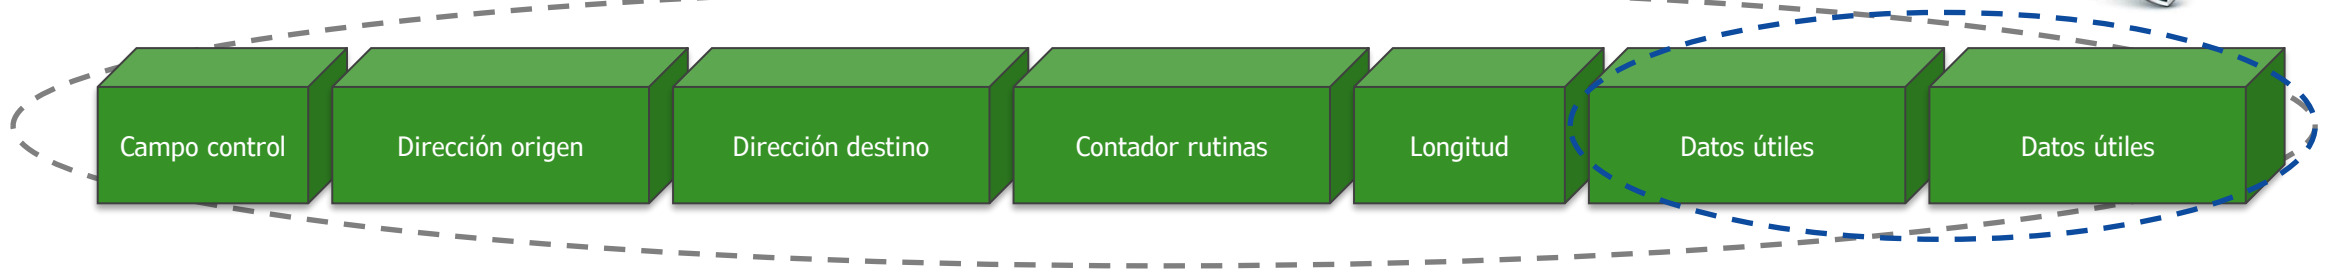 Campo control
Dirección origen
Dirección destino
Contador rutinas
Longitud
Datos útiles
Datos útiles